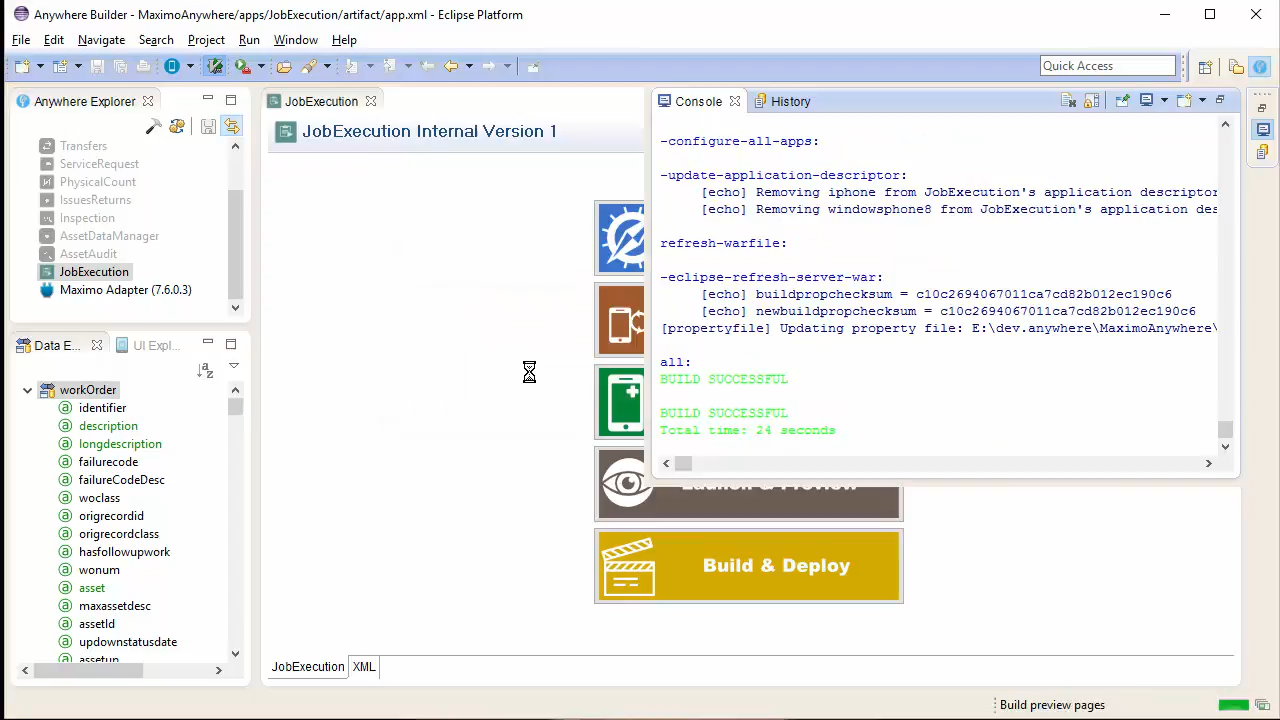 Anywhere Builder - MaximoAnywhere/apps/JobExecution/artifact/app.xml - Eclipse Platform
File Edit Navigate Search Project Run Window Help
Quick Access
Anywhere Explorer
Transfers
ServiceRequest
PhysicalCount
IssuesReturns
Inspection
AssetDataManager
AssetAudit
JobExecution
Maximo Adapter (7.6.0.3)
Data E...
UI Expl...
kOrder
identifier
description
longdescription
failurecode
failureCodeDesc
woclass
origrecordid
origrecordclass
hasfollowupwork
wonum
asset
maxassetdesc
assetId
updownstatusdate
assetup
JobExecution
JobExecution Internal Version 1
Build & Deploy
JobExecution XML
Console History
-configure-all-apps:
-update-application-descriptor:
[echo] Removing iphone from JobExecution's application descriptor
[echo] Removing windowsphone8 from JobExecution's application des
refresh-warfile:
-eclipse-refresh-server-war:
[echo] buildpropchecksum = c10c2694067011ca7cd82b012ec190c6
[echo] newbuildpropchecksum = c10c2694067011ca7cd82b012ec190c6
[propertyfile] Updating property file: E:\dev.anywhere\MaximoAnywhere\
all:
BUILD SUCCESSFUL
BUILD SUCCESSFUL
Total time: 24 seconds
Launch & Preview
Build preview pages